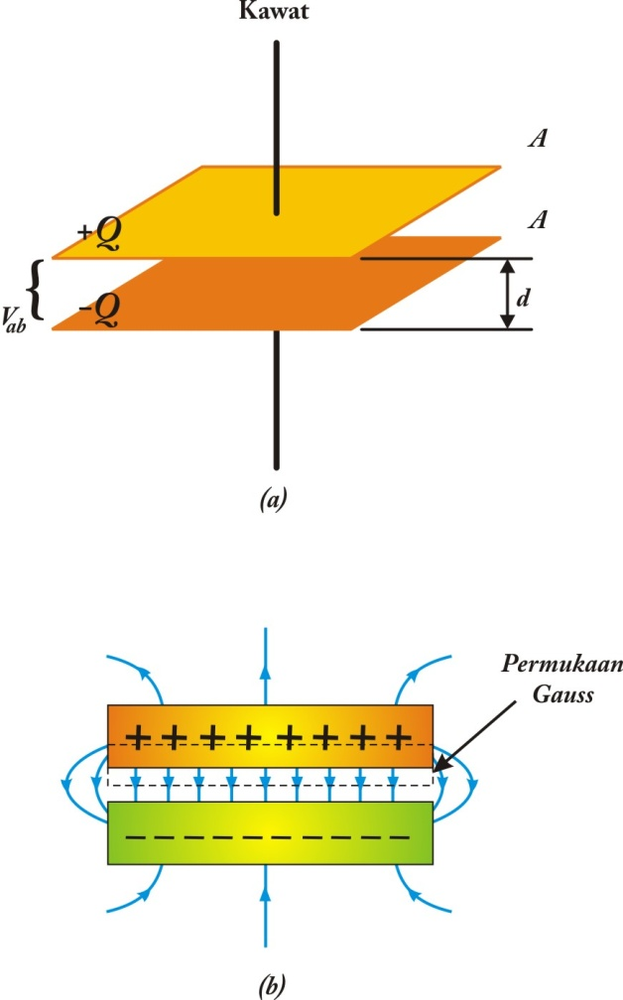 Kawat
A
+Q
A
V_ab
-Q
d
(a)
Permukaan
Gauss
+ + + + + + + +
(b)